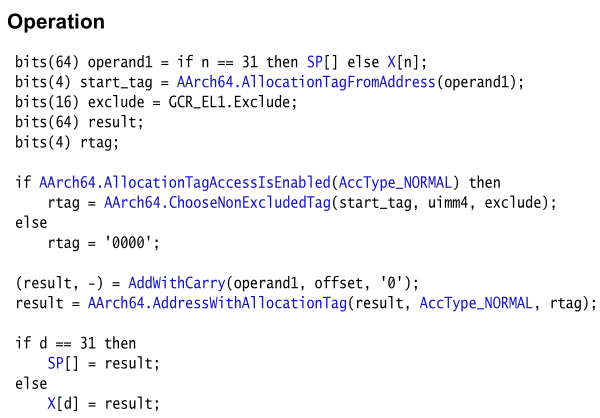 Operation
bits(64) operand1 = if n == 31 then SP[] else X[n];
bits(4) start_tag = AArch64.AllocationTagFromAddress(operand1);
bits(16) exclude = GCR_EL1.Exclude;
bits(64) result;
bits(4) rtag;
if AArch64.AllocationTagAccessIsEnabled(AccType_NORMAL) then
rtag = AArch64.ChooseNonExcludedTag(start_tag, uimm4, exclude);
else
rtag = '0000';
(result, -) = AddWithCarry(operand1, offset, '0');
result = AArch64.AddressWithAllocationTag(result, AccType_NORMAL, rtag);
if d == 31 then
SP[] = result;
else
X[d] = result;